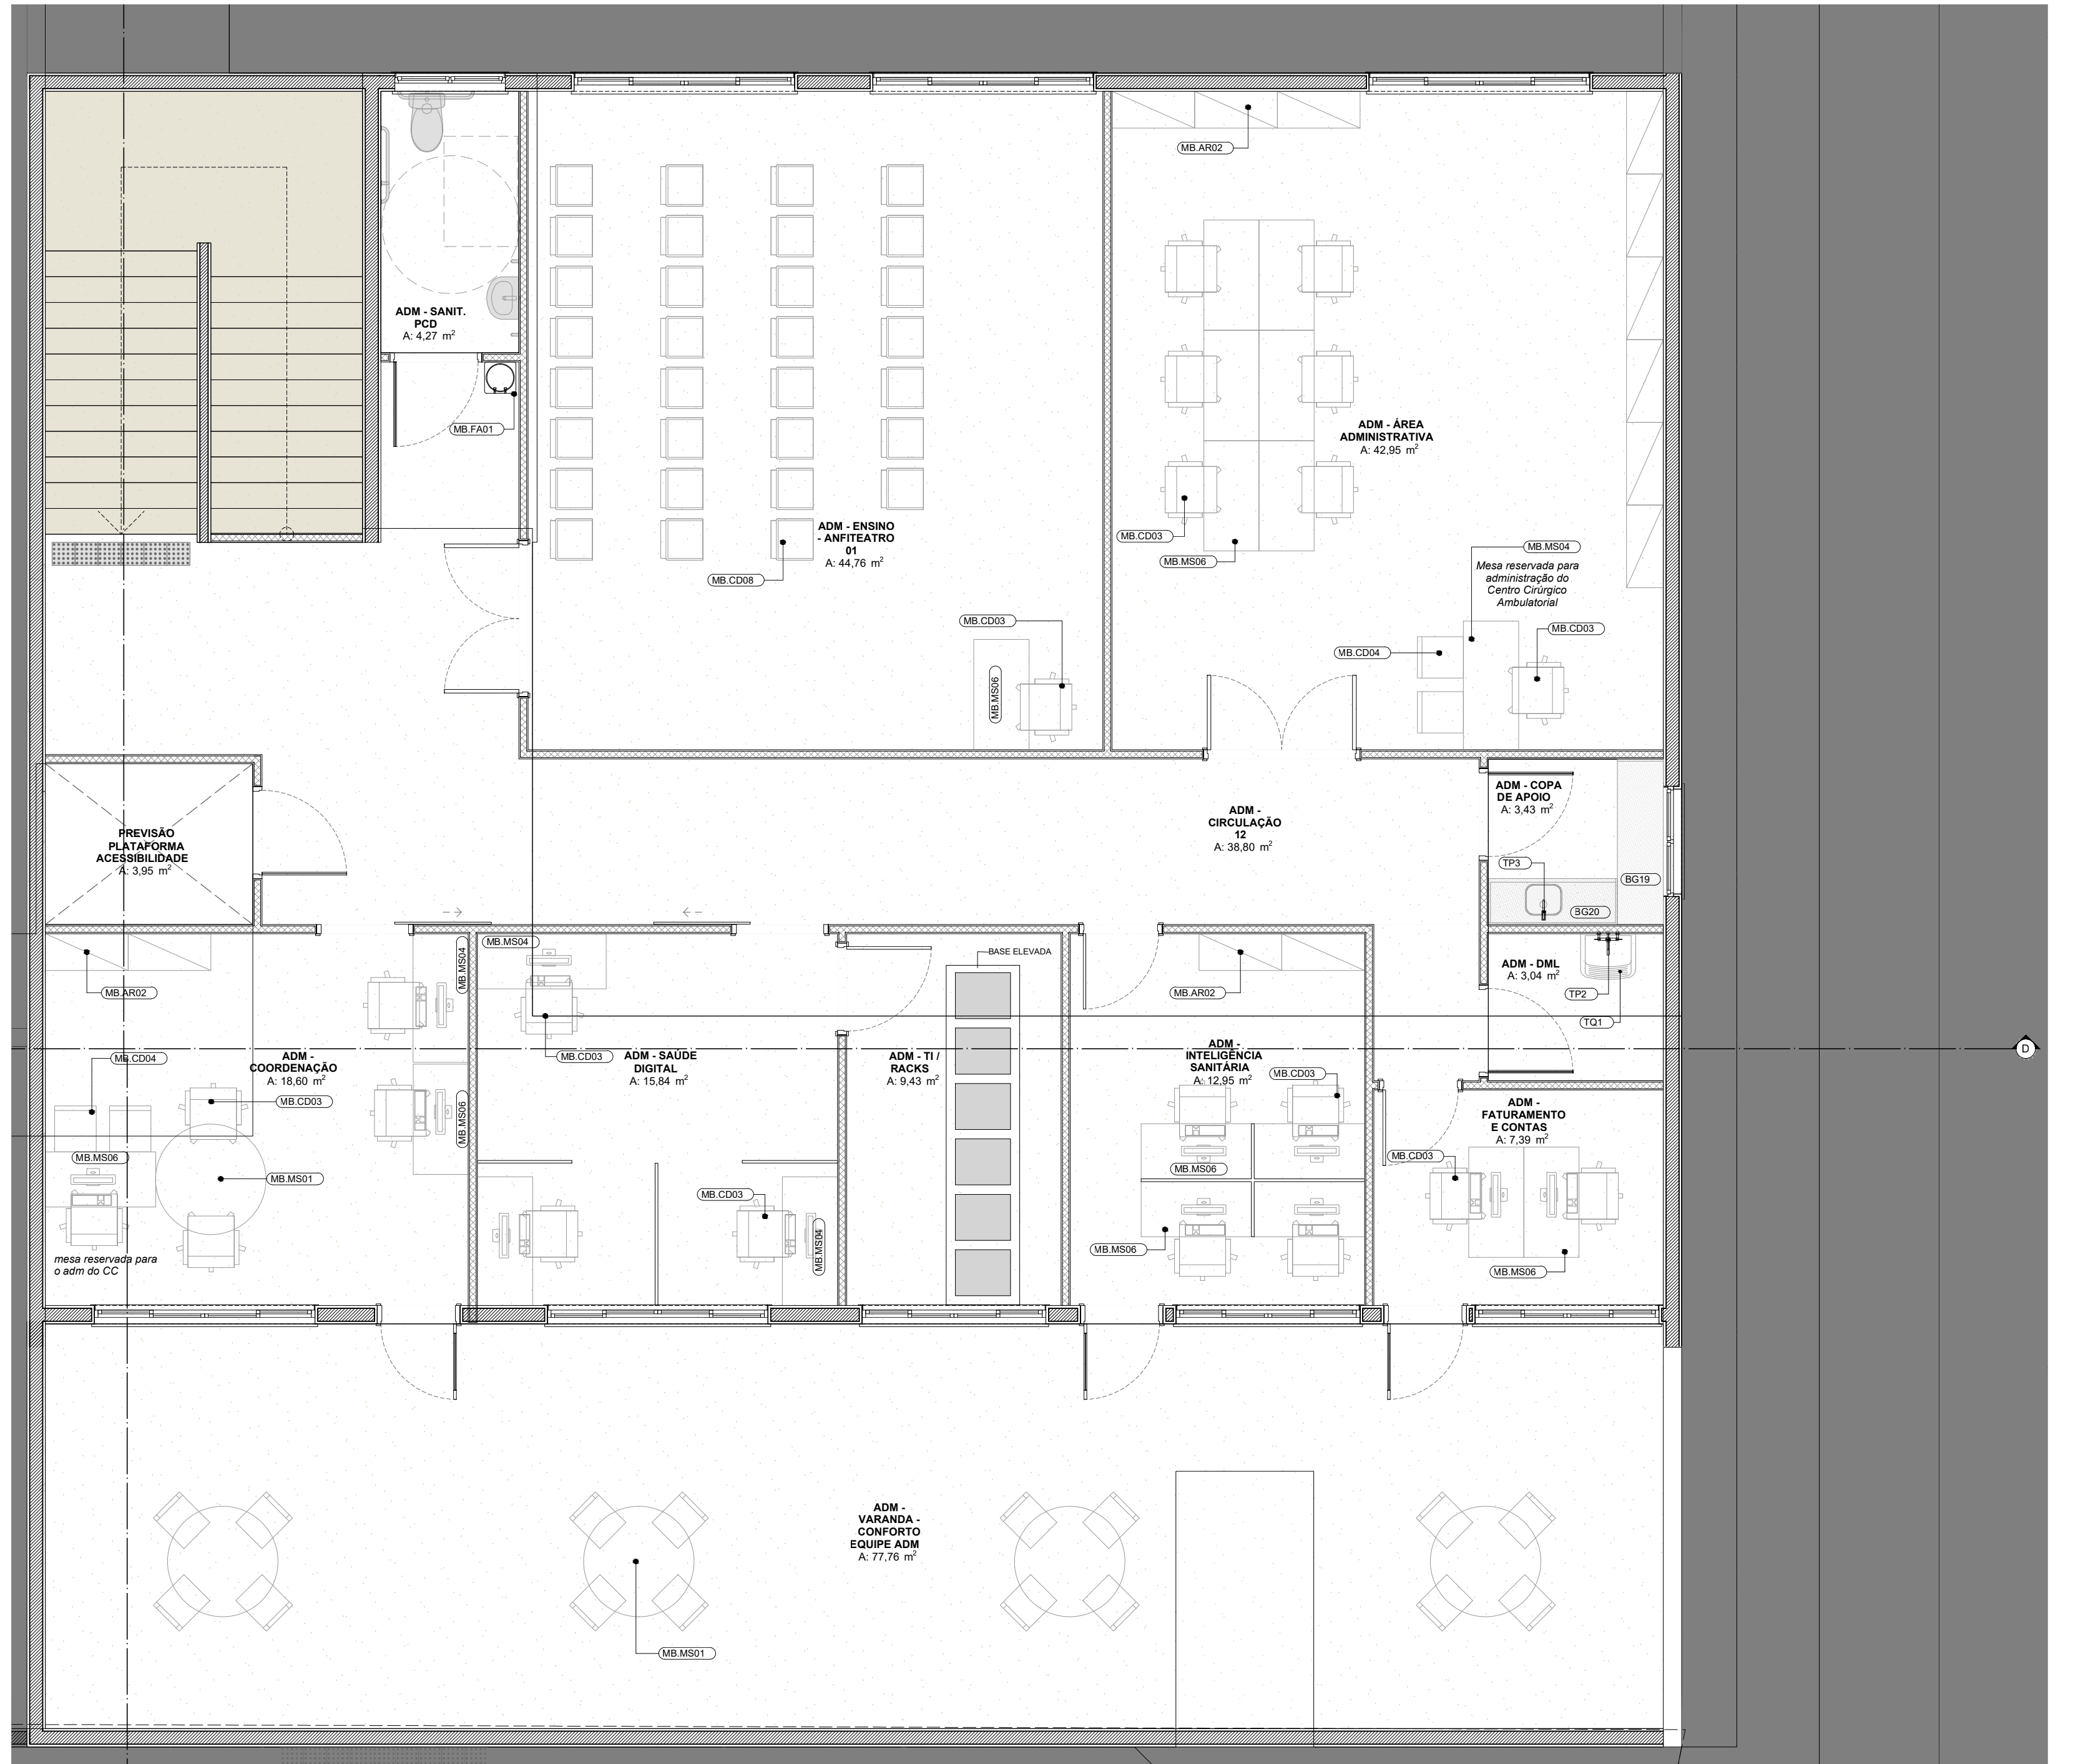 MB.AR02
ADM - SANIT.
PCD
A: 4,27 m²
MB.FA01
ADM - ENSINO
- ANFITEATRO
01
A: 44,76 m²
MB.CD08
MB.CD03
MB.MS06
ADM - ÁREA
ADMINISTRATIVA
A: 42,95 m²
MB.CD03
MB.MS06
MB.MS04
Mesa reservada para
administração do
Centro Cirúrgico
Ambulatorial
MB.CD03
MB.CD04
PREVISÃO
PLATAFORMA
ACESSIBILIDADE
A: 3,95 m²
ADM -
CIRCULAÇÃO
12
A: 38,80 m²
ADM - COPA
DE APOIO
A: 3,43 m²
TP3
BG19
BG20
ADM - DML
A: 3,04 m²
TP2
TQ1
MB.AR02
MB.MS04
MB.CD04
ADM -
COORDENAÇÃO
A: 18,60 m²
MB.CD03
MB.MS06
MB.MS06
MB.MS01
mesa reservada para
o adm do CC
MB.MS04
MB.CD03
ADM - SAÚDE
DIGITAL
A: 15,84 m²
MB.CD03
MB.MS04
BASE ELEVADA
ADM - TI /
RACKS
A: 9,43 m²
MB.AR02
ADM -
INTELIGÊNCIA
SANITÁRIA
A: 12,95 m²
MB.CD03
MB.MS06
MB.MS06
ADM -
FATURAMENTO
E CONTAS
A: 7,39 m²
MB.CD03
MB.MS06
D
ADM -
VARANDA -
CONFORTO
EQUIPE ADM
A: 77,76 m²
MB.MS01